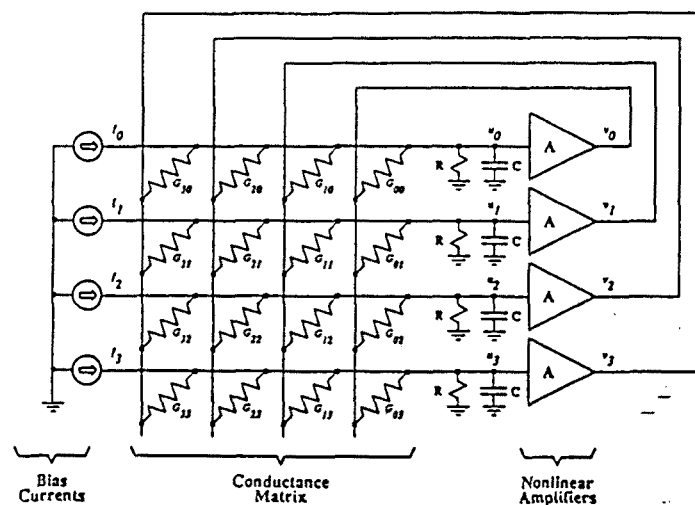 I0 u0 v0
R C A
G30 G20 G10 G00
I1 u1 v1
R C A
G31 G21 G11 G01
I2 u2 v2
R C A
G32 G22 G12 G02
I3 u3 v3
R C A
G33 G23 G13 G03
Bias
Currents
Conductance
Matrix
Nonlinear
Amplifiers